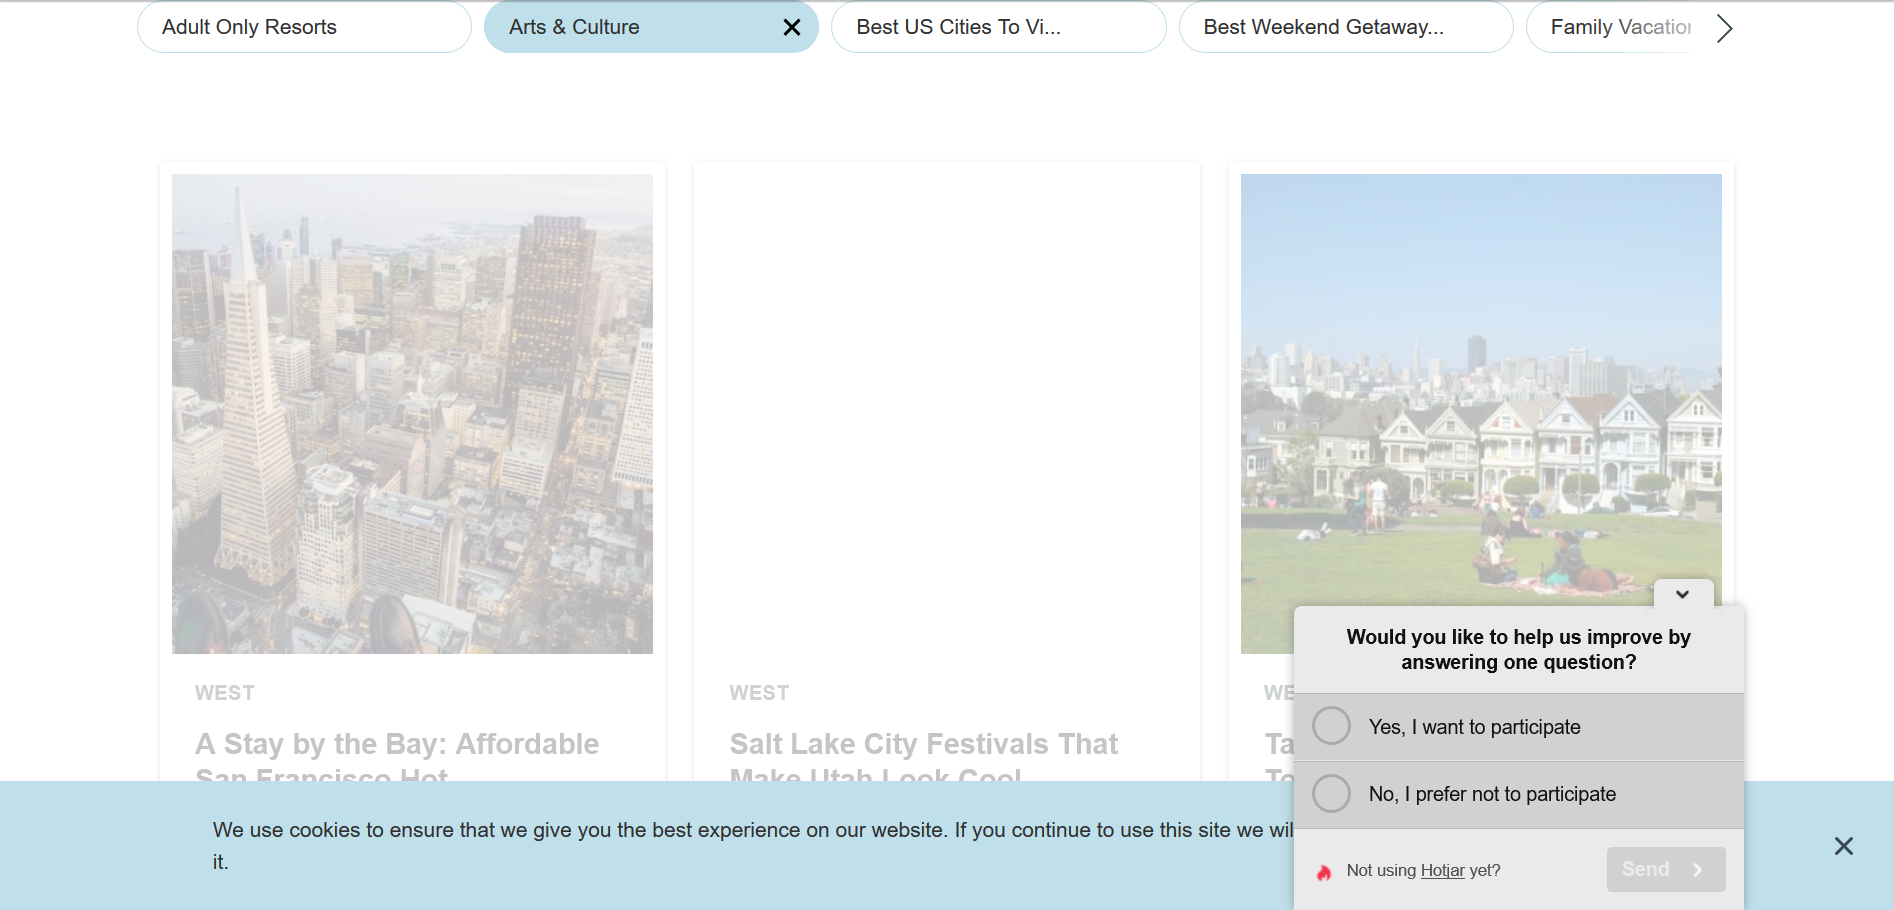 Adult Only Resorts
Arts & Culture
Best US Cities To Vi...
Best Weekend Getaway...
Family Vacation
WEST
A Stay by the Bay: Affordable
San Francisco Hot
WEST
Salt Lake City Festivals That
Make Utah Look Cool
WE
Ta
To
We use cookies to ensure that we give you the best experience on our website. If you continue to use this site we wil
it.
Would you like to help us improve by
answering one question?
Yes, I want to participate
No, I prefer not to participate
Not using Hotjar yet?
Send